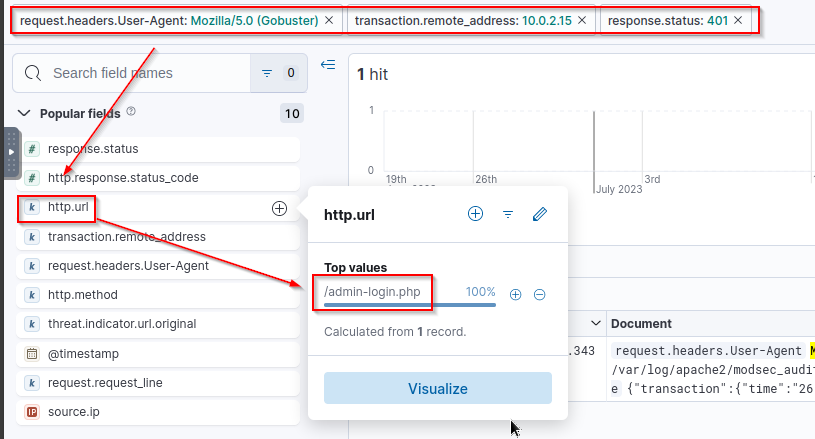 request.headers.User-Agent: Mozilla/5.0 (Gobuster) ×
transaction.remote_address: 10.0.2.15 ×
response.status: 401 ×
Search field names
0
1 hit
Popular fields
10
1
0
19th
26th
3rd
1
July 2023
# response.status
# http.response.status_code
k http.url
k transaction.remote_address
k request.headers.User-Agent
k http.method
k threat.indicator.url.original
@timestamp
k request.request_line
IP source.ip
http.url
Top values
/admin-login.php 100%
Calculated from 1 record.
Visualize
Document
.343 request.headers.User-Agent M
/var/log/apache2/modsec_audit
e {"transaction":{"time":"26